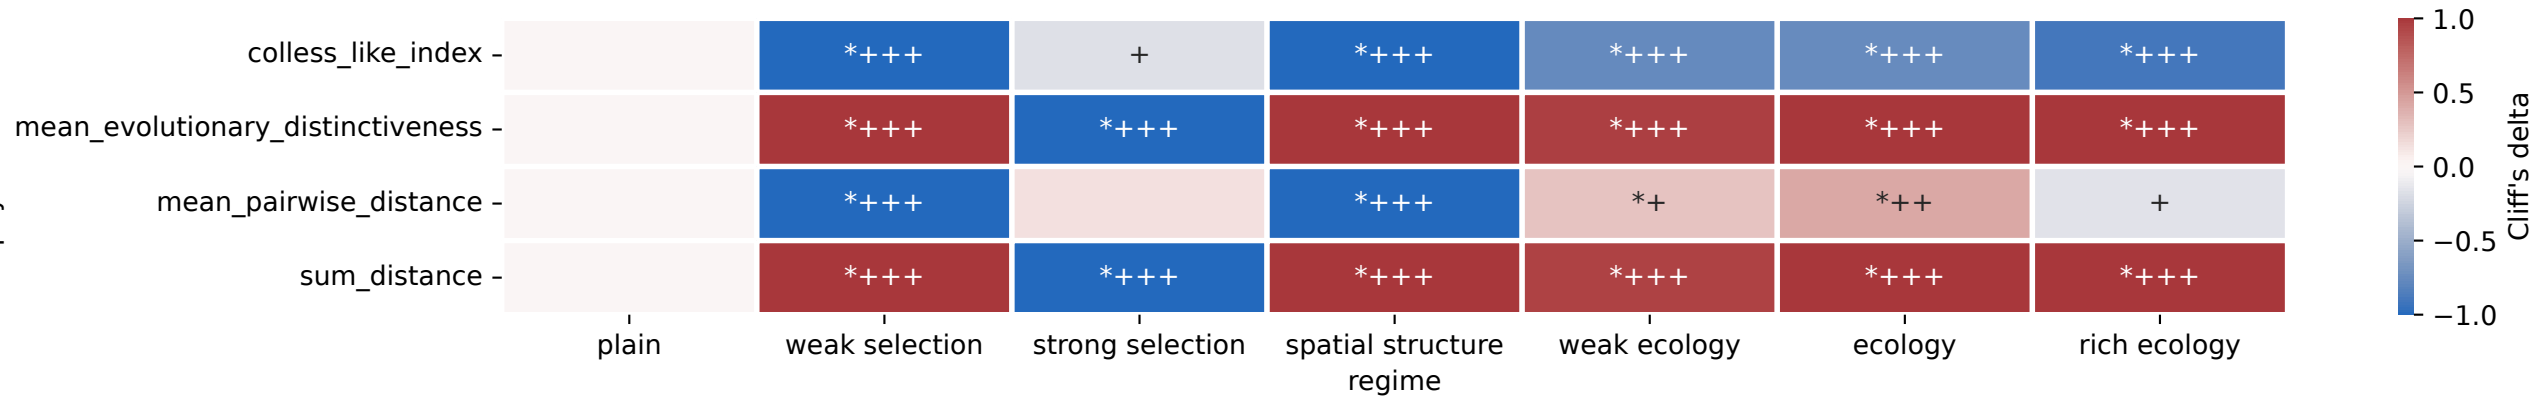 colless_like_index *+++ + *+++ *+++ *+++ *+++
mean_evolutionary_distinctiveness *+++ *+++ *+++ *+++ *+++ *+++
mean_pairwise_distance *+++ *+++ *+ *++ +
sum_distance *+++ *+++ *+++ *+++ *+++ *+++
plain weak selection strong selection spatial structure weak ecology ecology rich ecology
regime
1.0
0.5
0.0
−0.5
−1.0
Cliff's delta